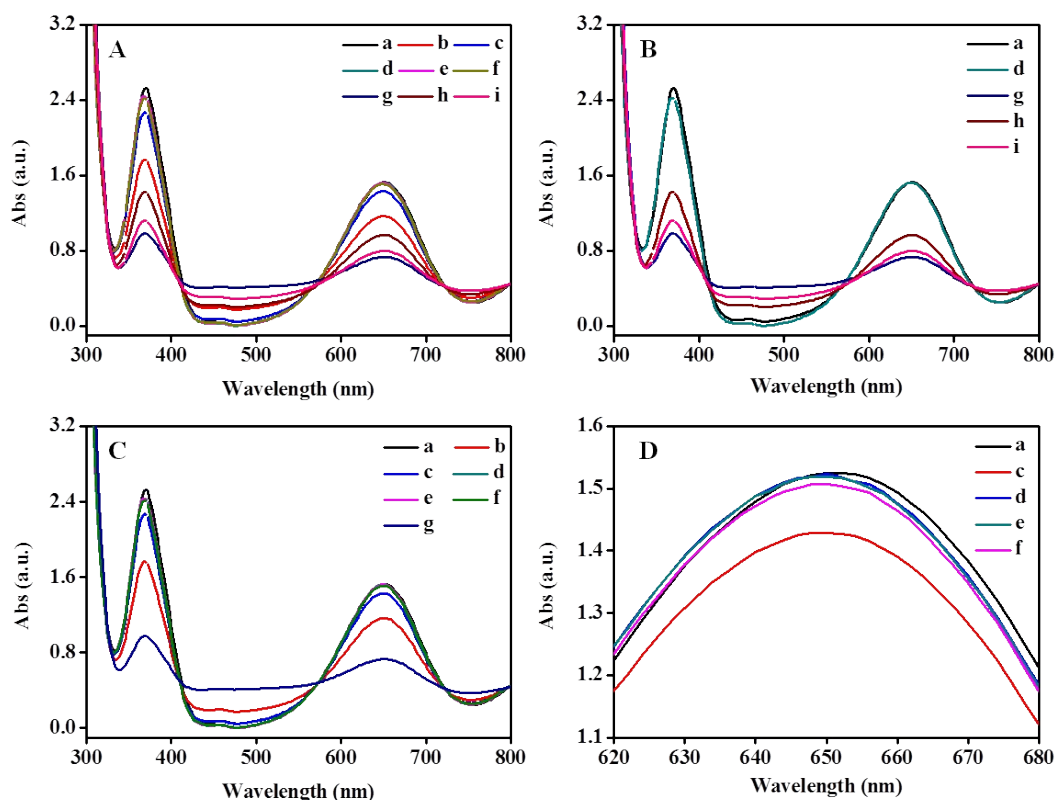 A
a b c
d e f
g h i
3.2
2.4
1.6
0.8
0.0
Abs (a.u.)
300 400 500 600 700 800
Wavelength (nm)
B
a
d
g
h
i
3.2
2.4
1.6
0.8
0.0
Abs (a.u.)
300 400 500 600 700 800
Wavelength (nm)
C
a b
c d
e f
g
3.2
2.4
1.6
0.8
0.0
Abs (a.u.)
300 400 500 600 700 800
Wavelength (nm)
D
a
c
d
e
f
1.6
1.5
1.4
1.3
1.2
1.1
Abs (a.u.)
620 630 640 650 660 670 680
Wavelength (nm)